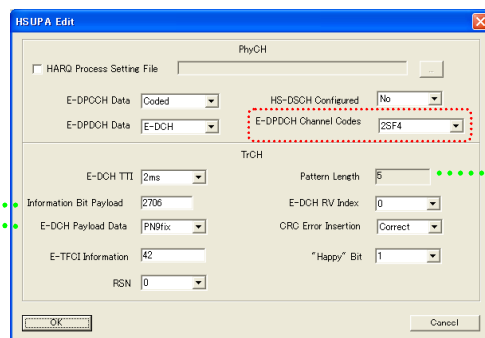 HSUPA Edit
PhyCH
HARQ Process Setting File ...
E-DPCCH Data Coded HS-DSCH Configured No
E-DPDCH Data E-DCH E-DPDCH Channel Codes 2SF4
TrCH
E-DCH TTI 2ms Pattern Length 5
Information Bit Payload 2706 E-DCH RV Index 0
E-DCH Payload Data PN9fix CRC Error Insertion Correct
E-TFCI Information 42 "Happy" Bit 1
RSN 0
OK Cancel